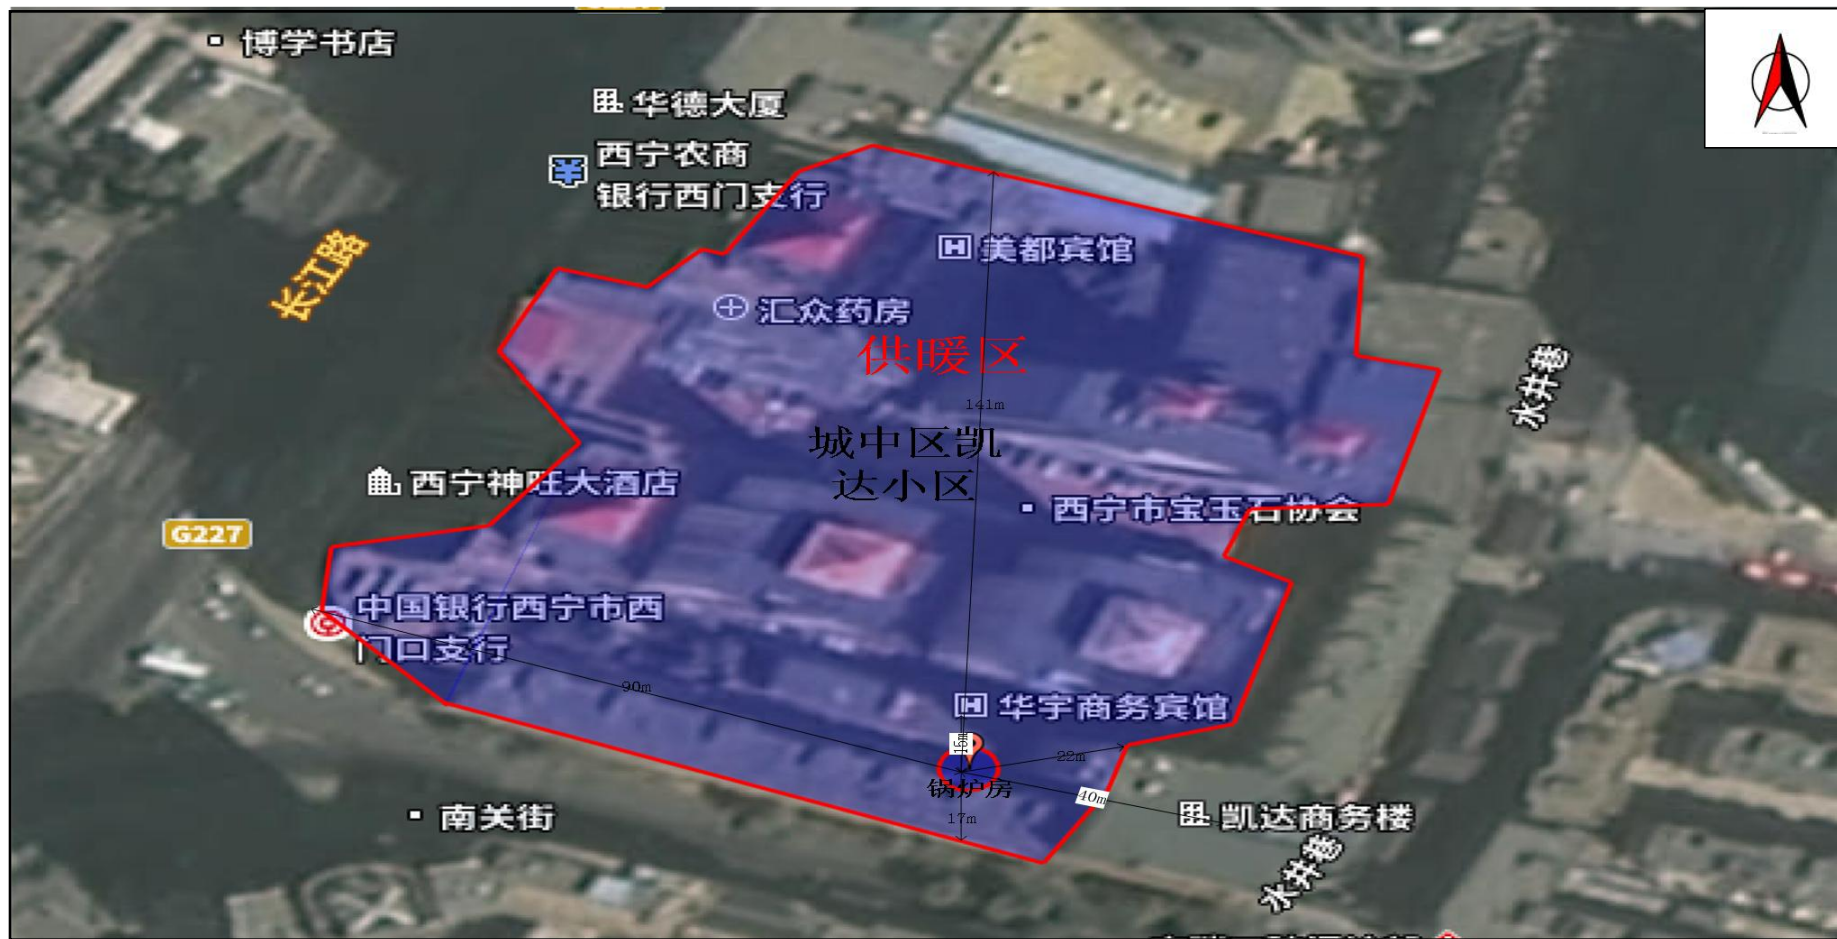 博学书店
华德大厦
西宁农商
银行西门支行
长江路
美都宾馆
汇众药房
供暖区
水井巷
141m
城中区凯
达小区
西宁神旺大酒店
西宁市宝玉石协会
G227
中国银行西宁市西
门口支行
90m
华宇商务宾馆
16m
22m
锅炉房
40m
17m
南关街
凯达商务楼
水井巷